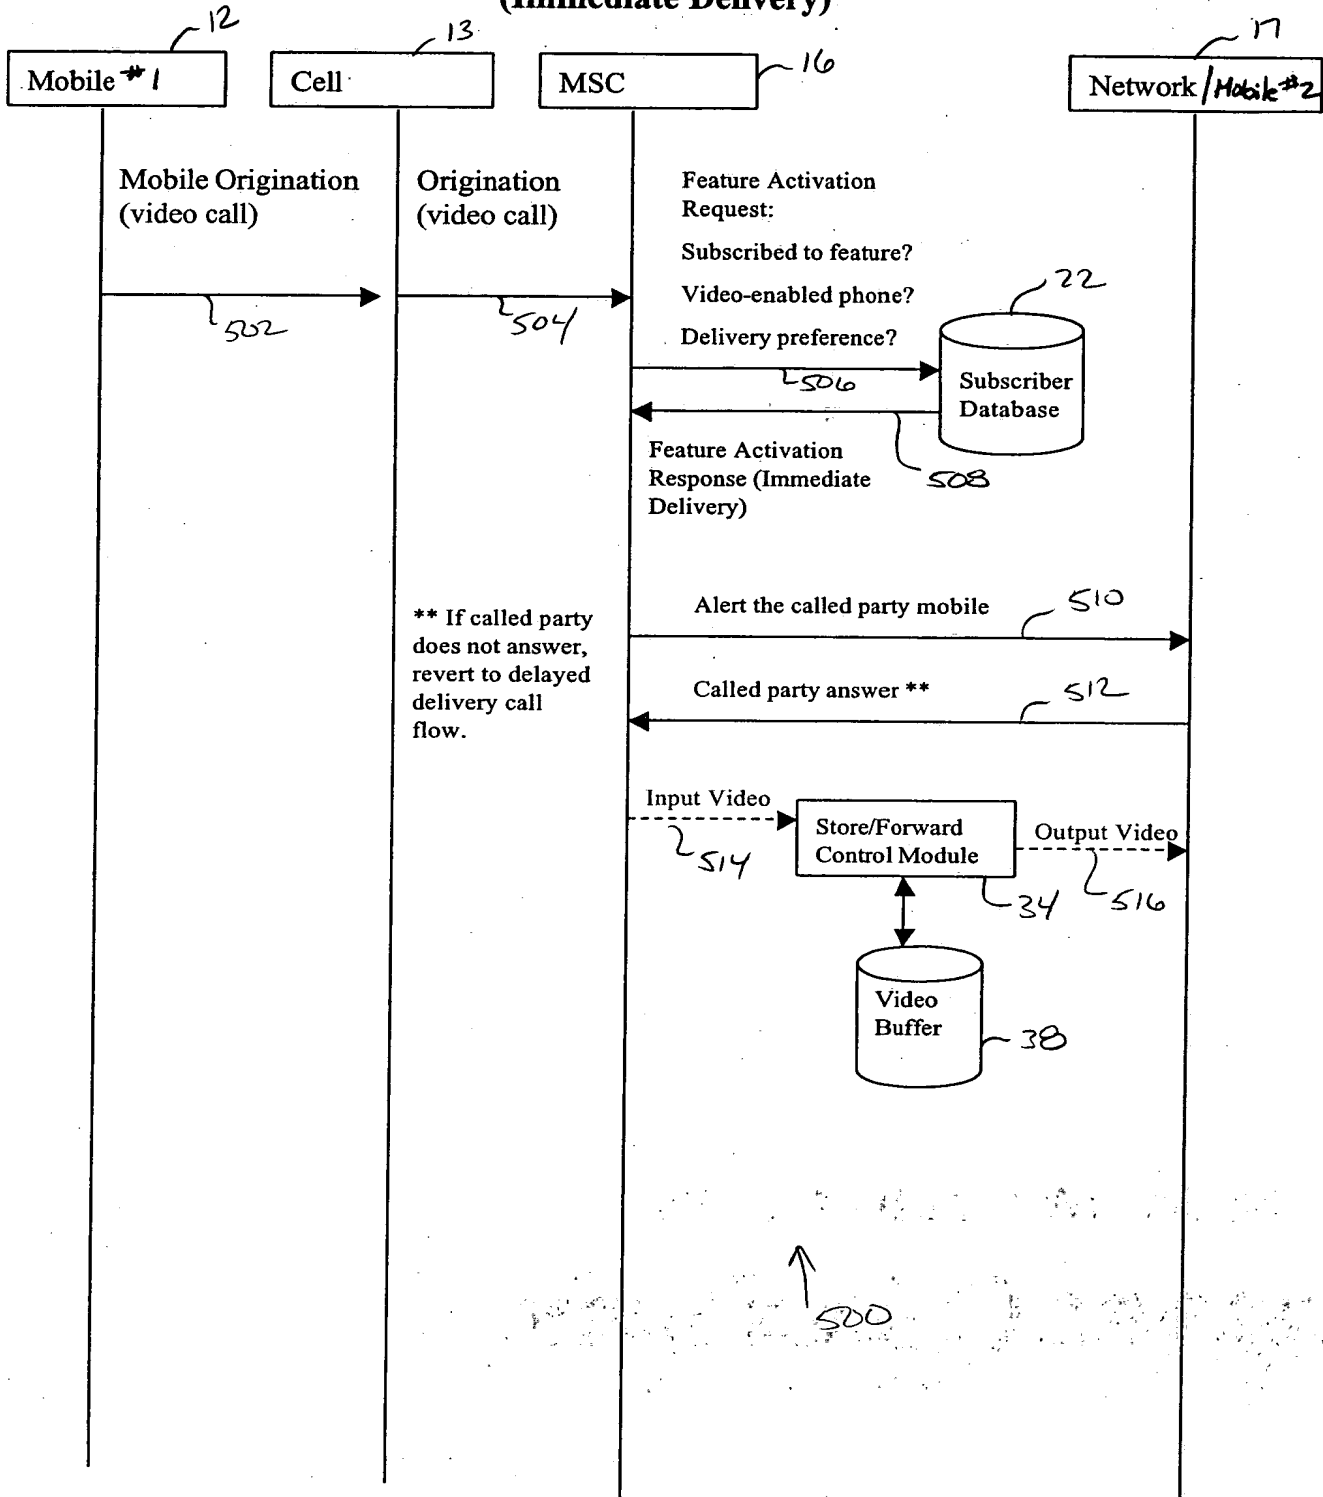 (Immediate Delivery)
12
13
16
17
Mobile #1
Cell
MSC
Network/Mobile#2
Mobile Origination
(video call)
Origination
(video call)
Feature Activation
Request:
Subscribed to feature?
Video-enabled phone?
Delivery preference?
22
502
504
506
Subscriber
Database
508
Feature Activation
Response (Immediate
Delivery)
Alert the called party mobile
510
** If called party
does not answer,
revert to delayed
delivery call
flow.
Called party answer **
512
Input Video
514
Store/Forward
Control Module
34
Output Video
516
Video
Buffer
38
500